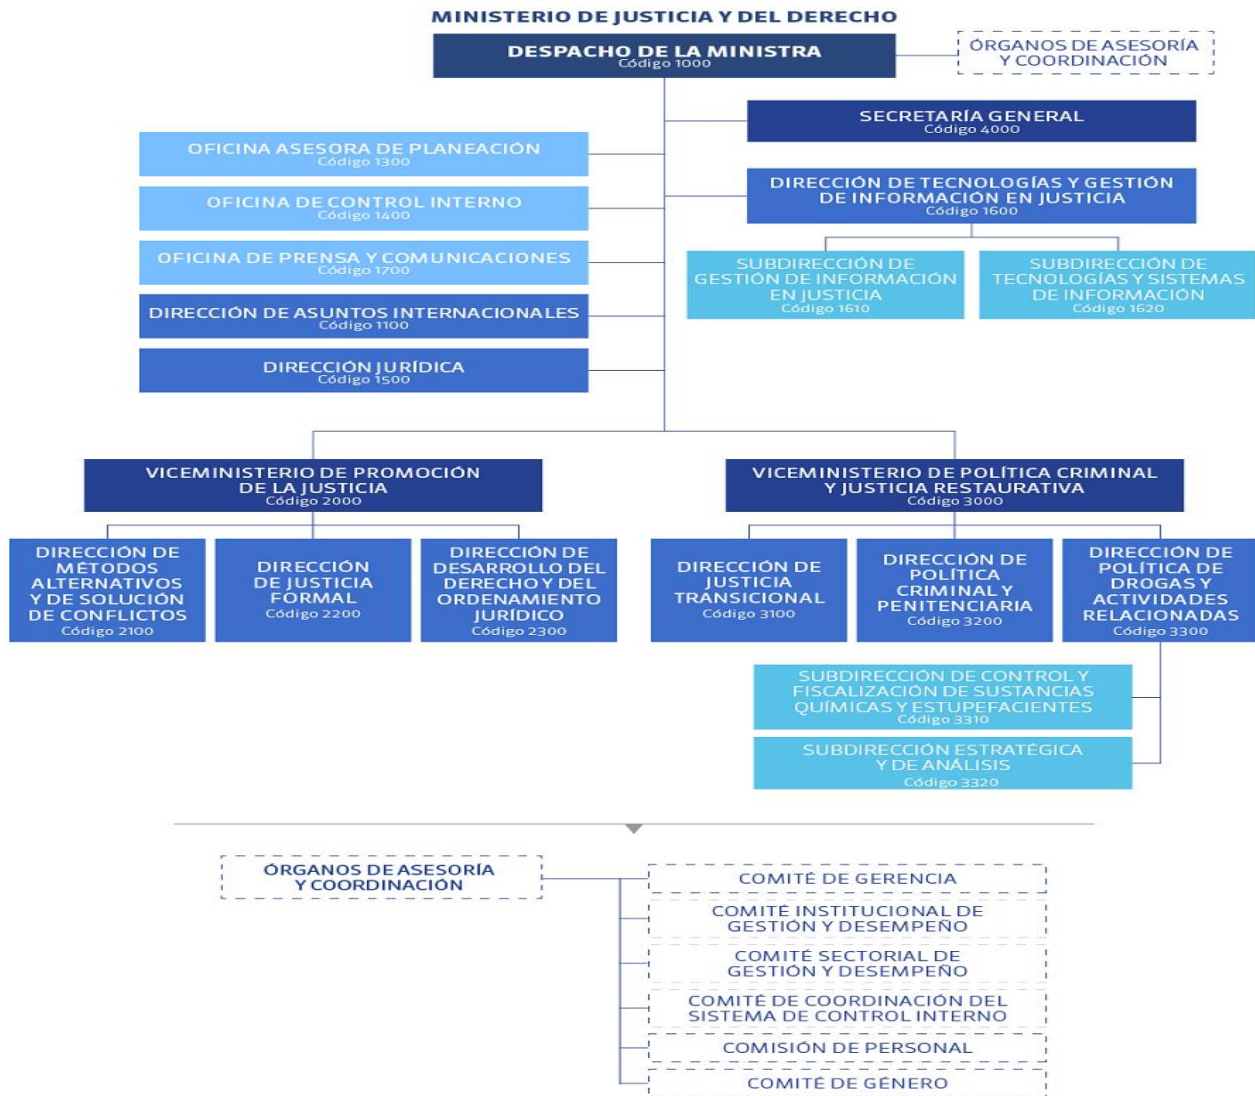 MINISTERIO DE JUSTICIA Y DEL DERECHO
DESPACHO DE LA MINISTRA
Código 1000
ÓRGANOS DE ASESORÍA
Y COORDINACIÓN
SECRETARÍA GENERAL
Código 4000
OFICINA ASESORA DE PLANEACIÓN
Código 1300
DIRECCIÓN DE TECNOLOGÍAS Y GESTIÓN
DE INFORMACIÓN EN JUSTICIA
Código 1600
OFICINA DE CONTROL INTERNO
Código 1400
OFICINA DE PRENSA Y COMUNICACIONES
Código 1700
SUBDIRECCIÓN DE
GESTIÓN DE INFORMACIÓN
EN JUSTICIA
Código 1610
SUBDIRECCIÓN DE
TECNOLOGÍAS Y SISTEMAS
DE INFORMACIÓN
Código 1620
DIRECCIÓN DE ASUNTOS INTERNACIONALES
Código 1100
DIRECCIÓN JURÍDICA
Código 1500
VICEMINISTERIO DE PROMOCIÓN
DE LA JUSTICIA
Código 2000
VICEMINISTERIO DE POLÍTICA CRIMINAL
Y JUSTICIA RESTAURATIVA
Código 3000
DIRECCIÓN DE
MÉTODOS
ALTERNATIVOS
Y DE SOLUCIÓN
DE CONFLICTOS
Código 2100
DIRECCIÓN
DE JUSTICIA
FORMAL
Código 2200
DIRECCIÓN DE
DESARROLLO DEL
DERECHO Y DEL
ORDENAMIENTO
JURÍDICO
Código 2300
DIRECCIÓN DE
JUSTICIA
TRANSICIONAL
Código 3100
DIRECCIÓN DE
POLÍTICA
CRIMINAL Y
PENITENCIARIA
Código 3200
DIRECCIÓN DE
POLÍTICA DE
DROGAS Y
ACTIVIDADES
RELACIONADAS
Código 3300
SUBDIRECCIÓN DE CONTROL Y
FISCALIZACIÓN DE SUSTANCIAS
QUÍMICAS Y ESTUPEFACIENTES
Código 3310
SUBDIRECCIÓN ESTRATÉGICA
Y DE ANÁLISIS
Código 3320
ÓRGANOS DE ASESORÍA
Y COORDINACIÓN
COMITÉ DE GERENCIA
COMITÉ INSTITUCIONAL DE
GESTIÓN Y DESEMPEÑO
COMITÉ SECTORIAL DE
GESTIÓN Y DESEMPEÑO
COMITÉ DE COORDINACIÓN DEL
SISTEMA DE CONTROL INTERNO
COMISIÓN DE PERSONAL
COMITÉ DE GÉNERO